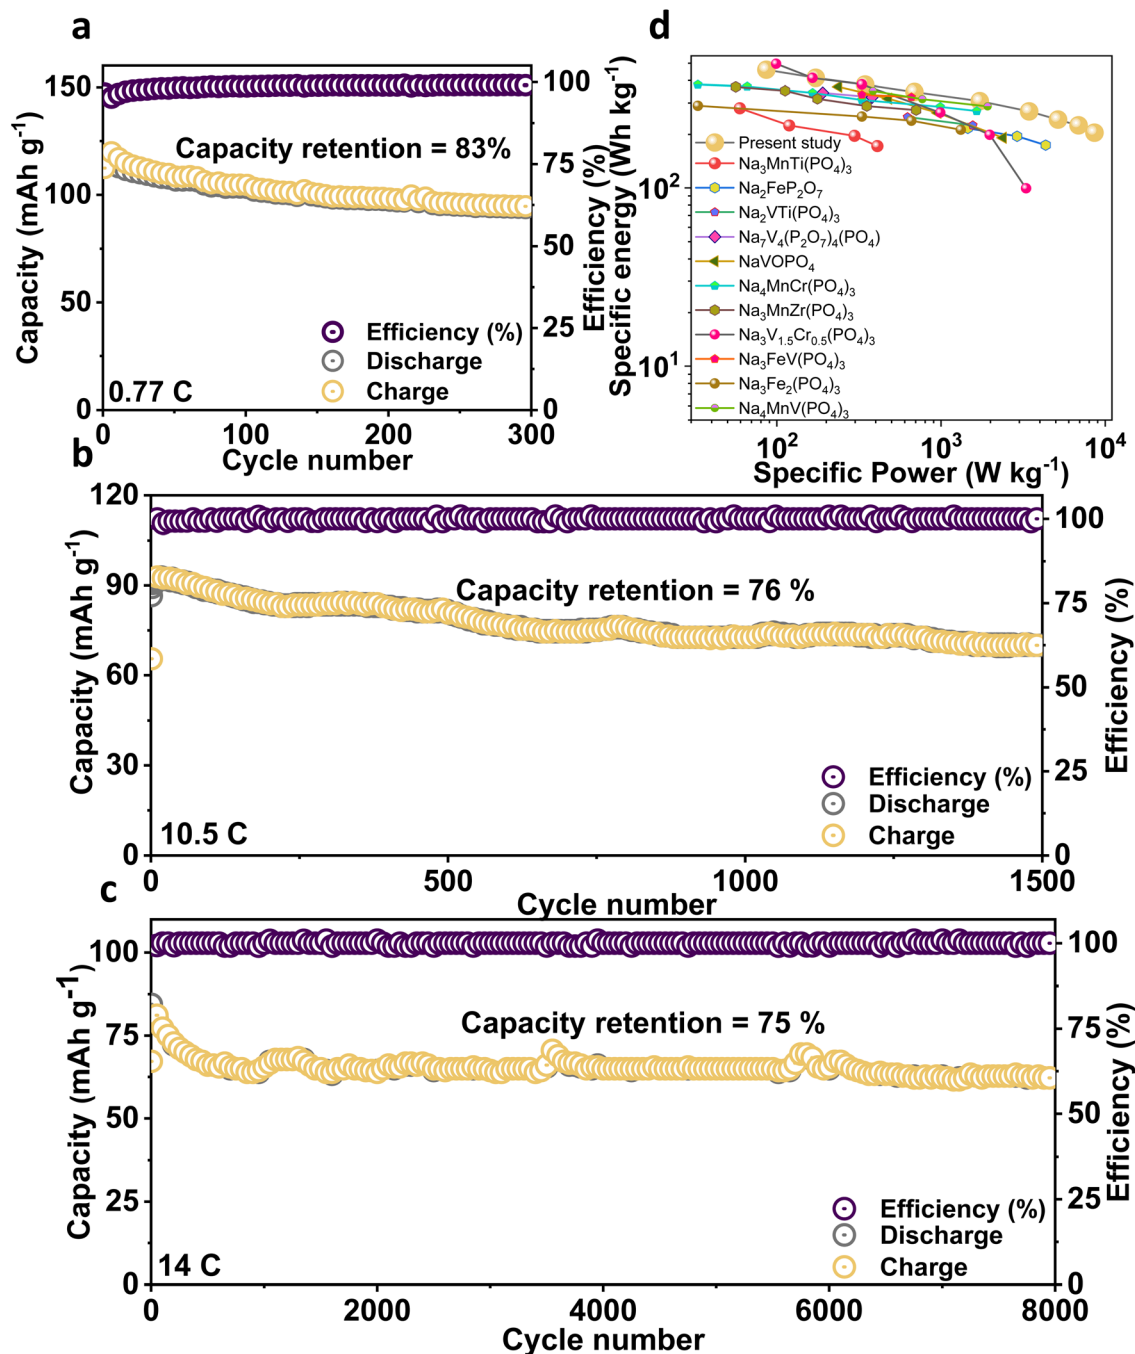 a
Capacity (mAh g⁻¹)
150
100
50
0
100
75
50
25
0
Efficiency (%)
Capacity retention = 83%
Efficiency (%)
Discharge
Charge
0.77 C
0
100
200
300
Cycle number
d
Specific energy (Wh kg⁻¹)
10²
10¹
Present study
Na₃MnTi(PO₄)₃
Na₂FeP₂O₇
Na₂VTi(PO₄)₃
Na₇V₄(P₂O₇)₄(PO₄)
NaVOPO₄
Na₄MnCr(PO₄)₃
Na₃MnZr(PO₄)₃
Na₃V₁.₅Cr₀.₅(PO₄)₃
Na₃FeV(PO₄)₃
Na₃Fe₂(PO₄)₃
Na₄MnV(PO₄)₃
10²
10³
10⁴
Specific Power (W kg⁻¹)
b
Capacity (mAh g⁻¹)
120
90
60
30
0
100
75
50
25
0
Efficiency (%)
Capacity retention = 76 %
Efficiency (%)
Discharge
Charge
10.5 C
0
500
1000
1500
Cycle number
c
Capacity (mAh g⁻¹)
100
75
50
25
0
100
75
50
25
0
Efficiency (%)
Capacity retention = 75 %
Efficiency (%)
Discharge
Charge
14 C
0
2000
4000
6000
8000
Cycle number